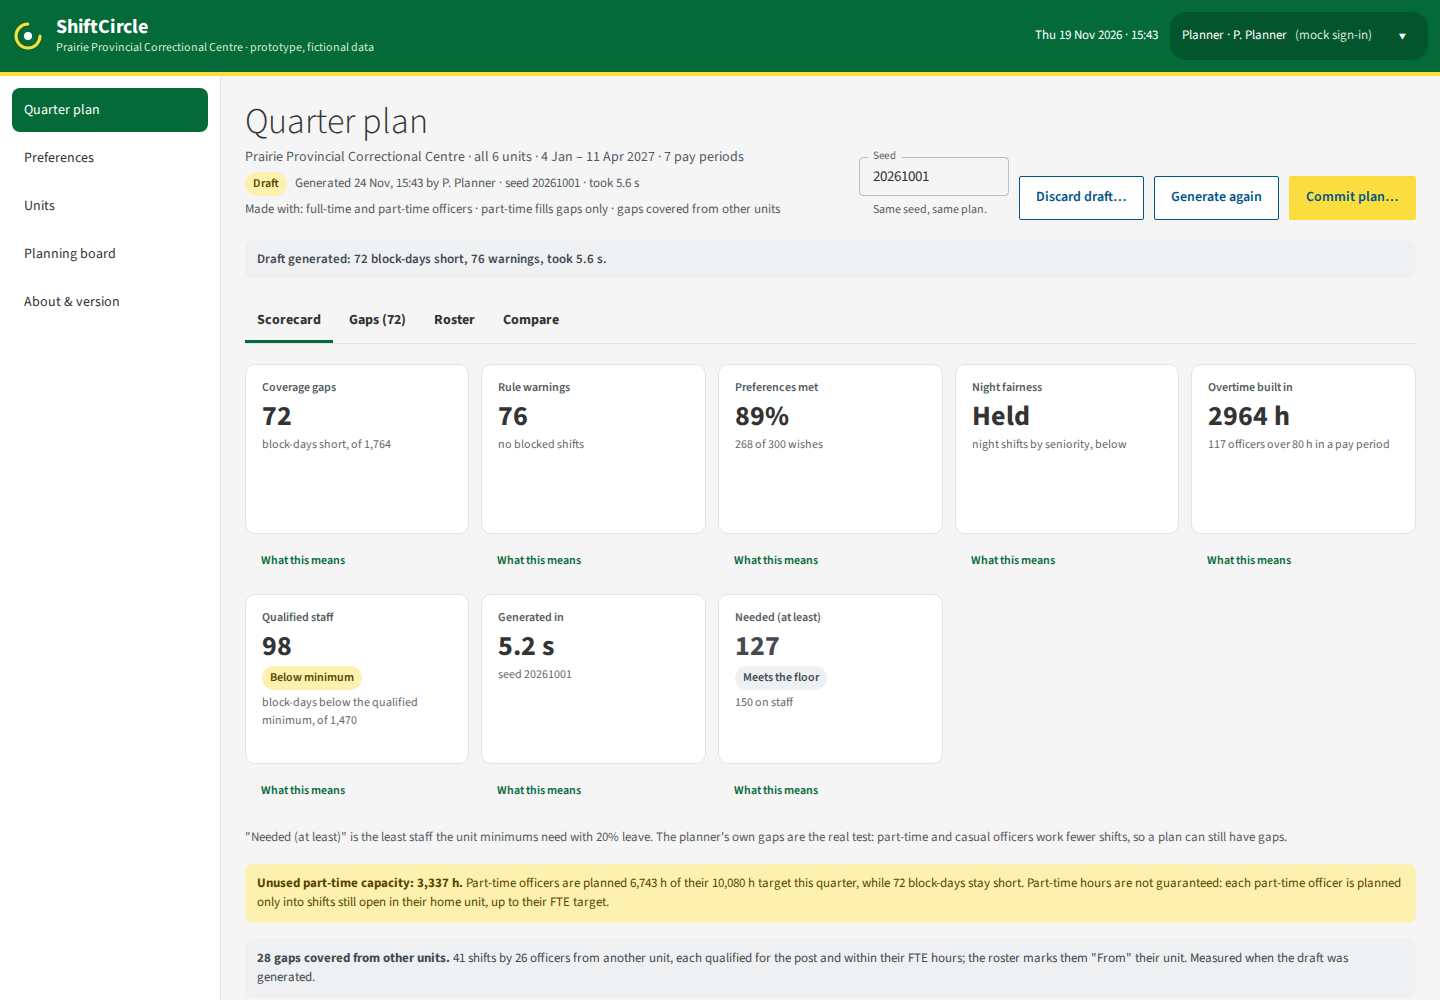 ShiftCircle
Prairie Provincial Correctional Centre · prototype, fictional data
Thu 19 Nov 2026 · 15:43
Planner · P. Planner (mock sign-in) ▼
Quarter plan
Preferences
Units
Planning board
About & version
Quarter plan
Prairie Provincial Correctional Centre · all 6 units · 4 Jan – 11 Apr 2027 · 7 pay periods
Draft Generated 24 Nov, 15:43 by P. Planner · seed 20261001 · took 5.6 s
Made with: full-time and part-time officers · part-time fills gaps only · gaps covered from other units
Seed
20261001
Same seed, same plan.
Discard draft…
Generate again
Commit plan…
Draft generated: 72 block-days short, 76 warnings, took 5.6 s.
Scorecard Gaps (72) Roster Compare
Coverage gaps
72
block-days short, of 1,764
What this means
Rule warnings
76
no blocked shifts
What this means
Preferences met
89%
268 of 300 wishes
What this means
Night fairness
Held
night shifts by seniority, below
What this means
Overtime built in
2964 h
117 officers over 80 h in a pay period
What this means
Qualified staff
98
Below minimum
block-days below the qualified
minimum, of 1,470
What this means
Generated in
5.2 s
seed 20261001
What this means
Needed (at least)
127
Meets the floor
150 on staff
What this means
"Needed (at least)" is the least staff the unit minimums need with 20% leave. The planner's own gaps are the real test: part-time and casual officers work fewer shifts, so a plan can still have gaps.
Unused part-time capacity: 3,337 h. Part-time officers are planned 6,743 h of their 10,080 h target this quarter, while 72 block-days stay short. Part-time hours are not guaranteed: each part-time officer is planned
only into shifts still open in their home unit, up to their FTE target.
28 gaps covered from other units. 41 shifts by 26 officers from another unit, each qualified for the post and within their FTE hours; the roster marks them "From" their unit. Measured when the draft was
generated.